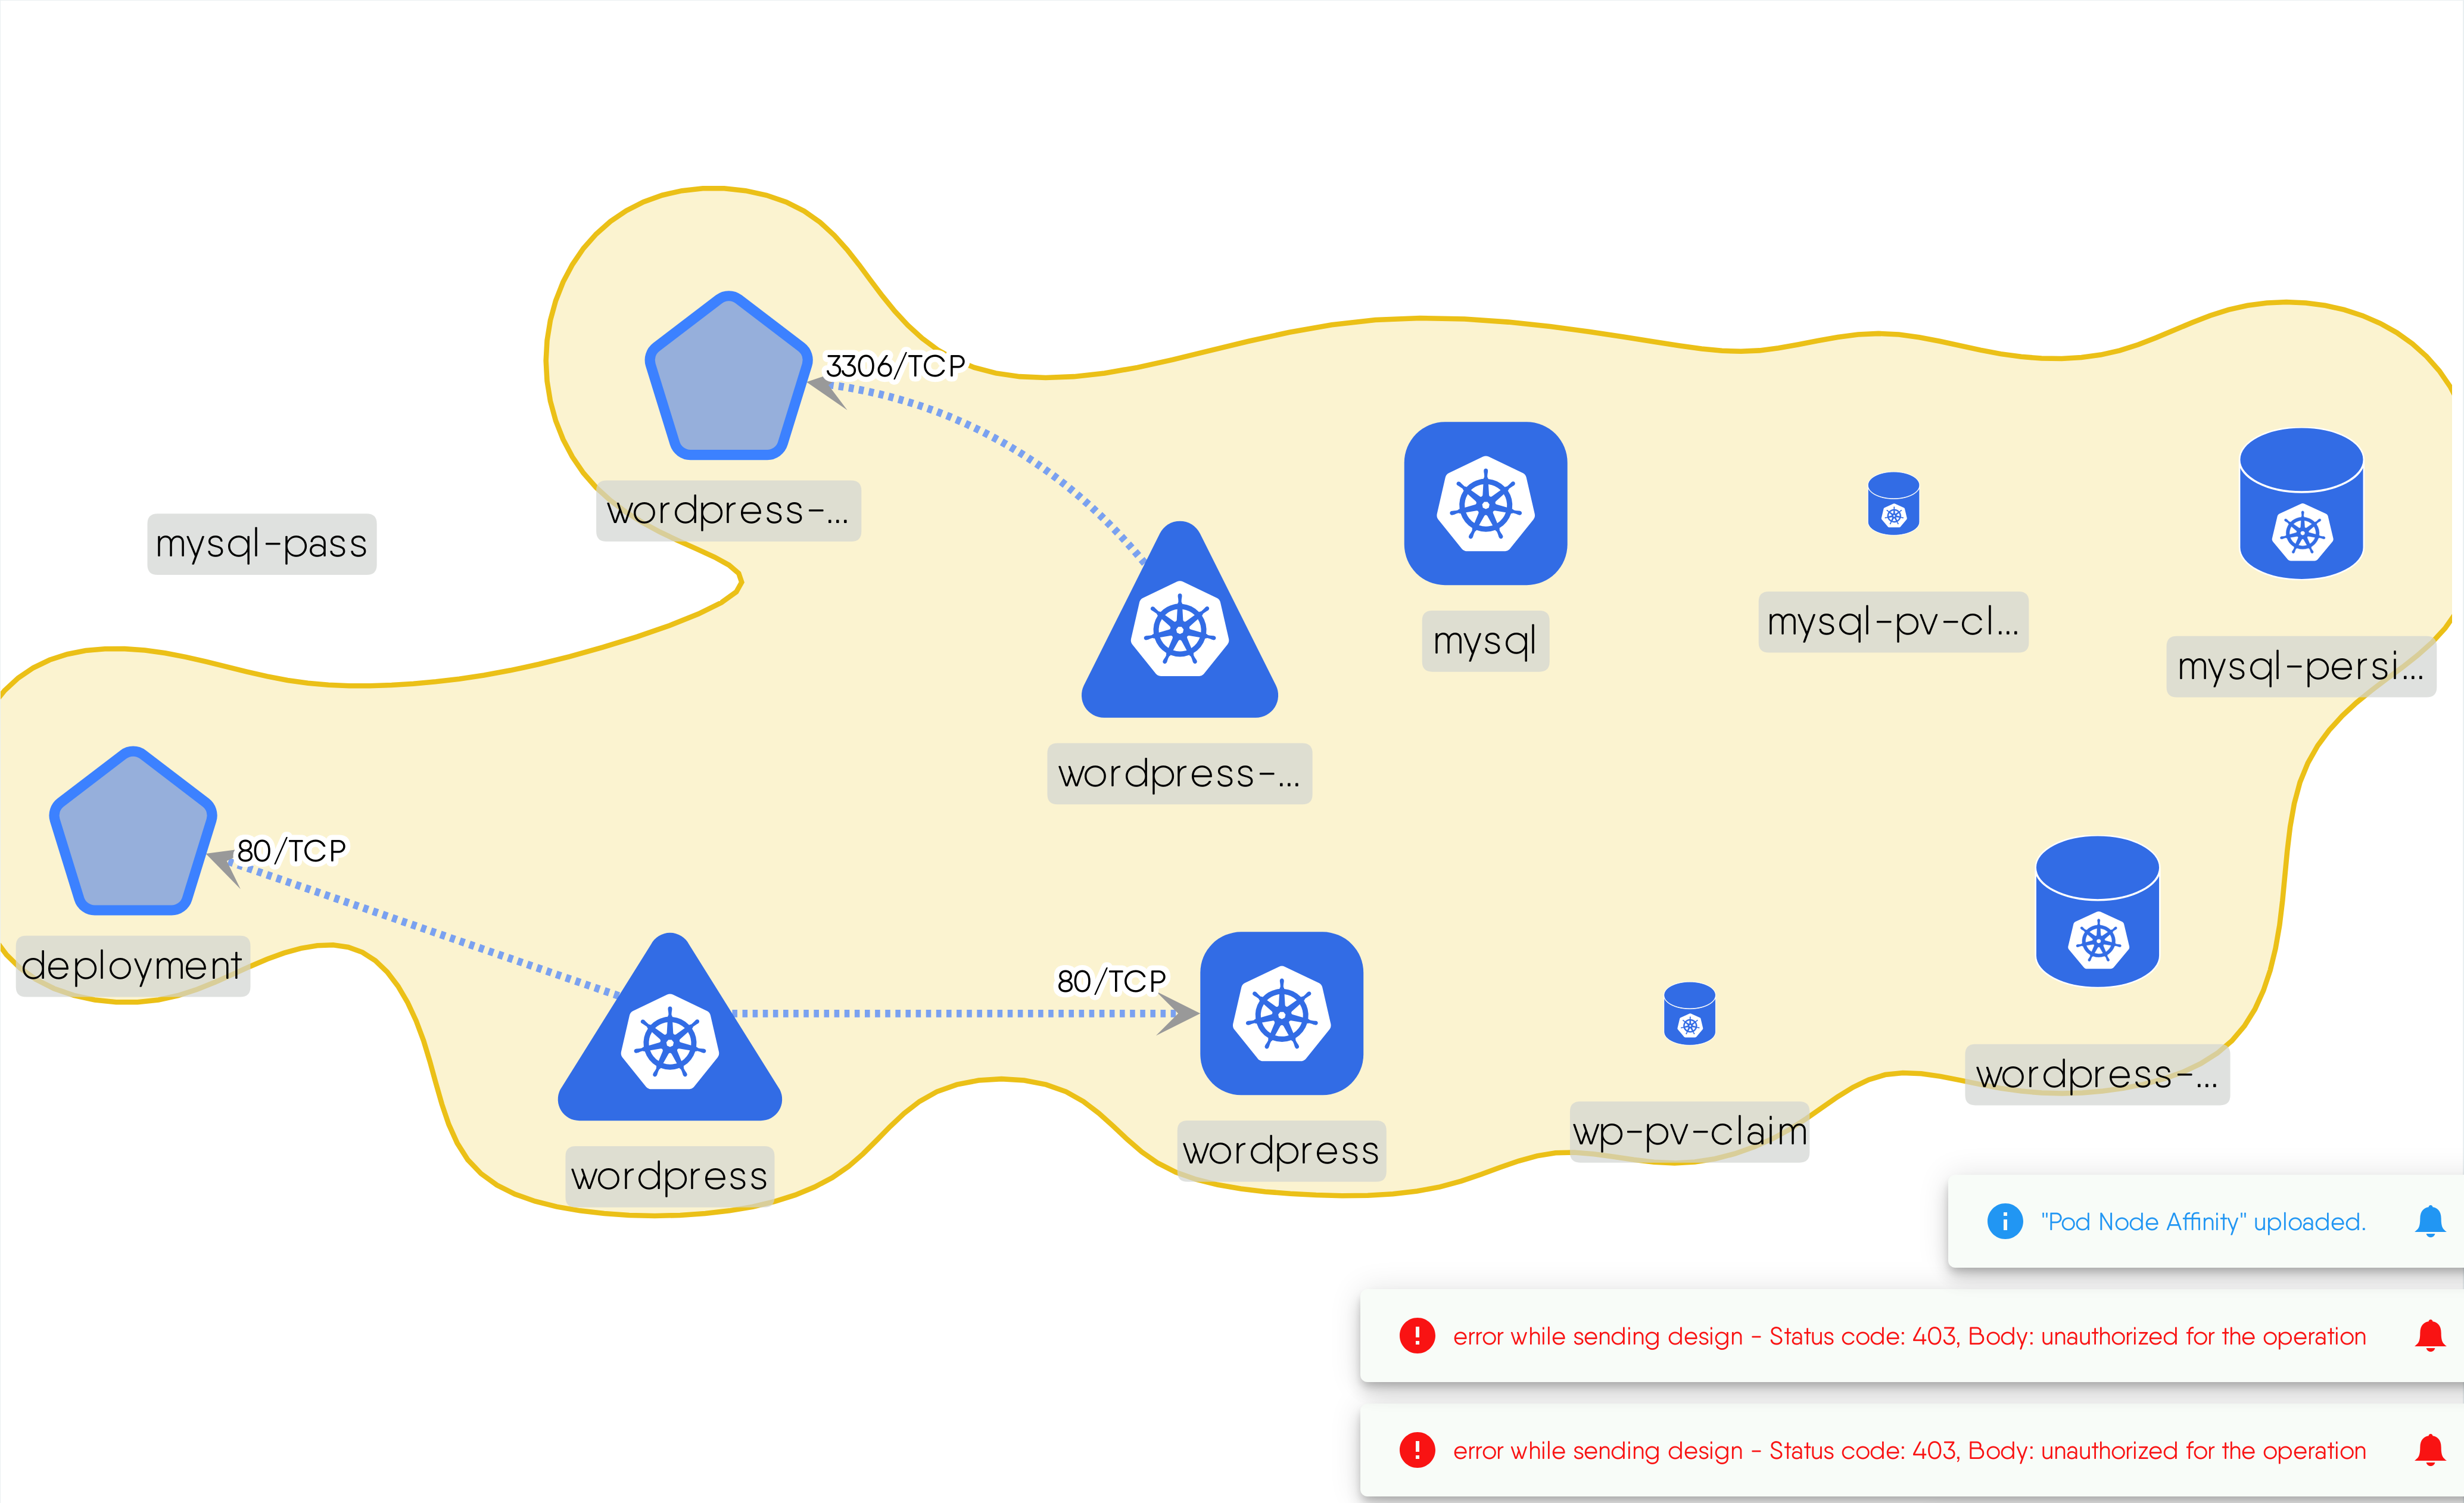 3306/TCP
wordpress-...
mysql-pass
mysql
mysql-pv-cl...
mysql-persi...
wordpress-...
80/TCP
deployment
80/TCP
wordpress-...
wordpress
wordpress
wp-pv-claim
"Pod Node Affinity" uploaded.
error while sending design - Status code: 403, Body: unauthorized for the operation
error while sending design - Status code: 403, Body: unauthorized for the operation